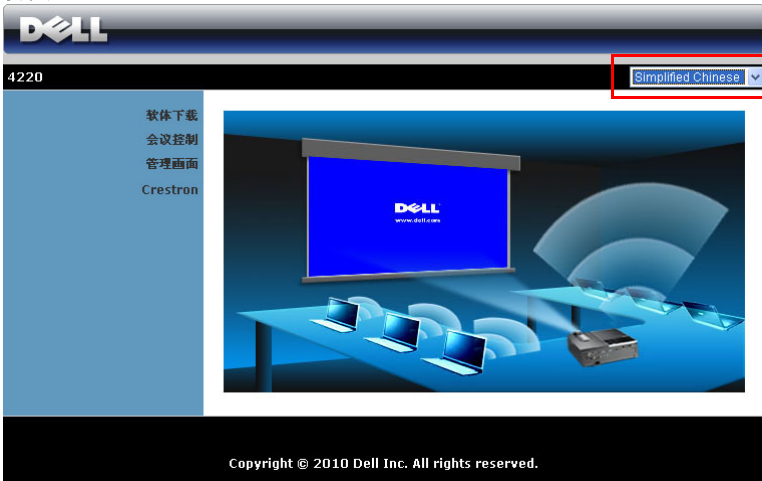 DELL
4220
Simplified Chinese
软体下载
会议控制
管理画面
Crestron
DELL
www.dell.com
Copyright © 2010 Dell Inc. All rights reserved.